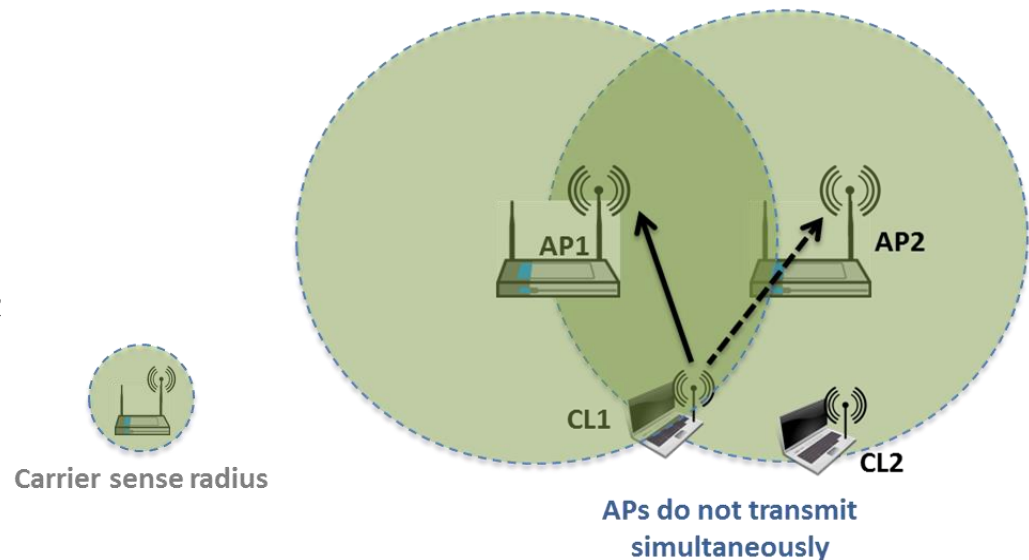 AP1
AP2
CL1
CL2
Carrier sense radius
APs do not transmit
simultaneously